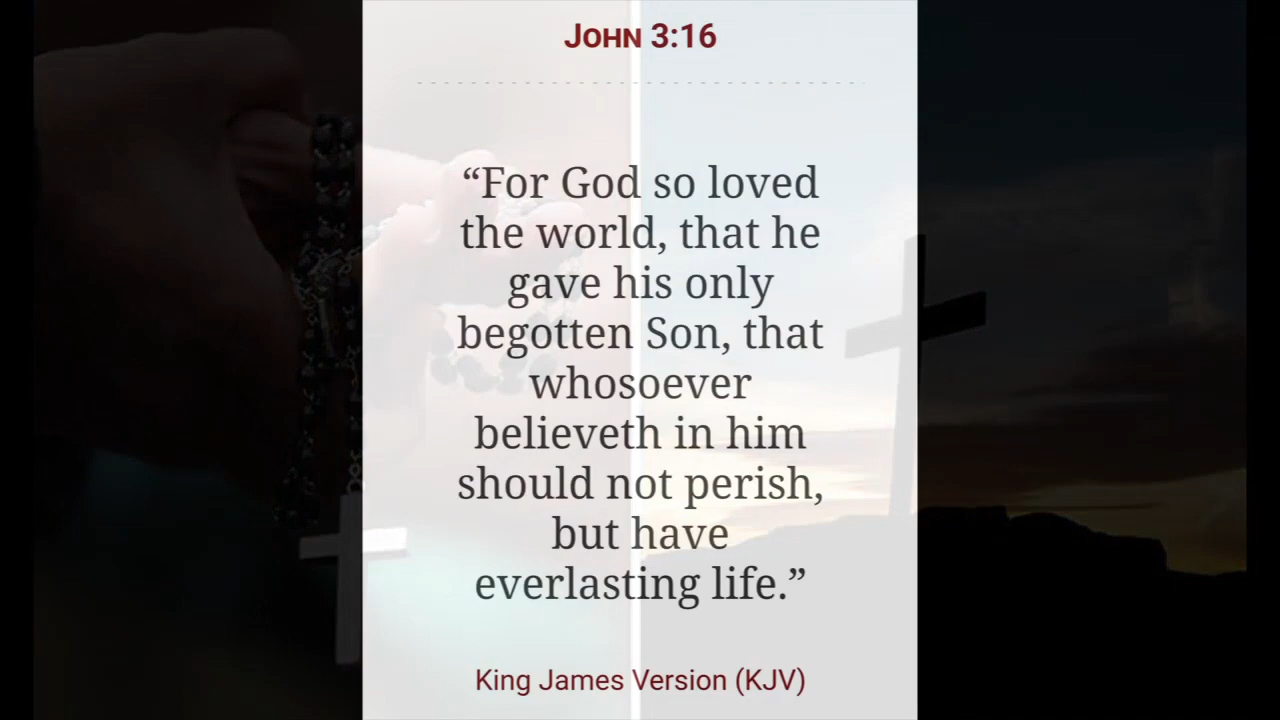 John 3:16
“For God so loved
the world, that he
gave his only
begotten Son, that
whosoever
believeth in him
should not perish,
but have
everlasting life.”
King James Version (KJV)